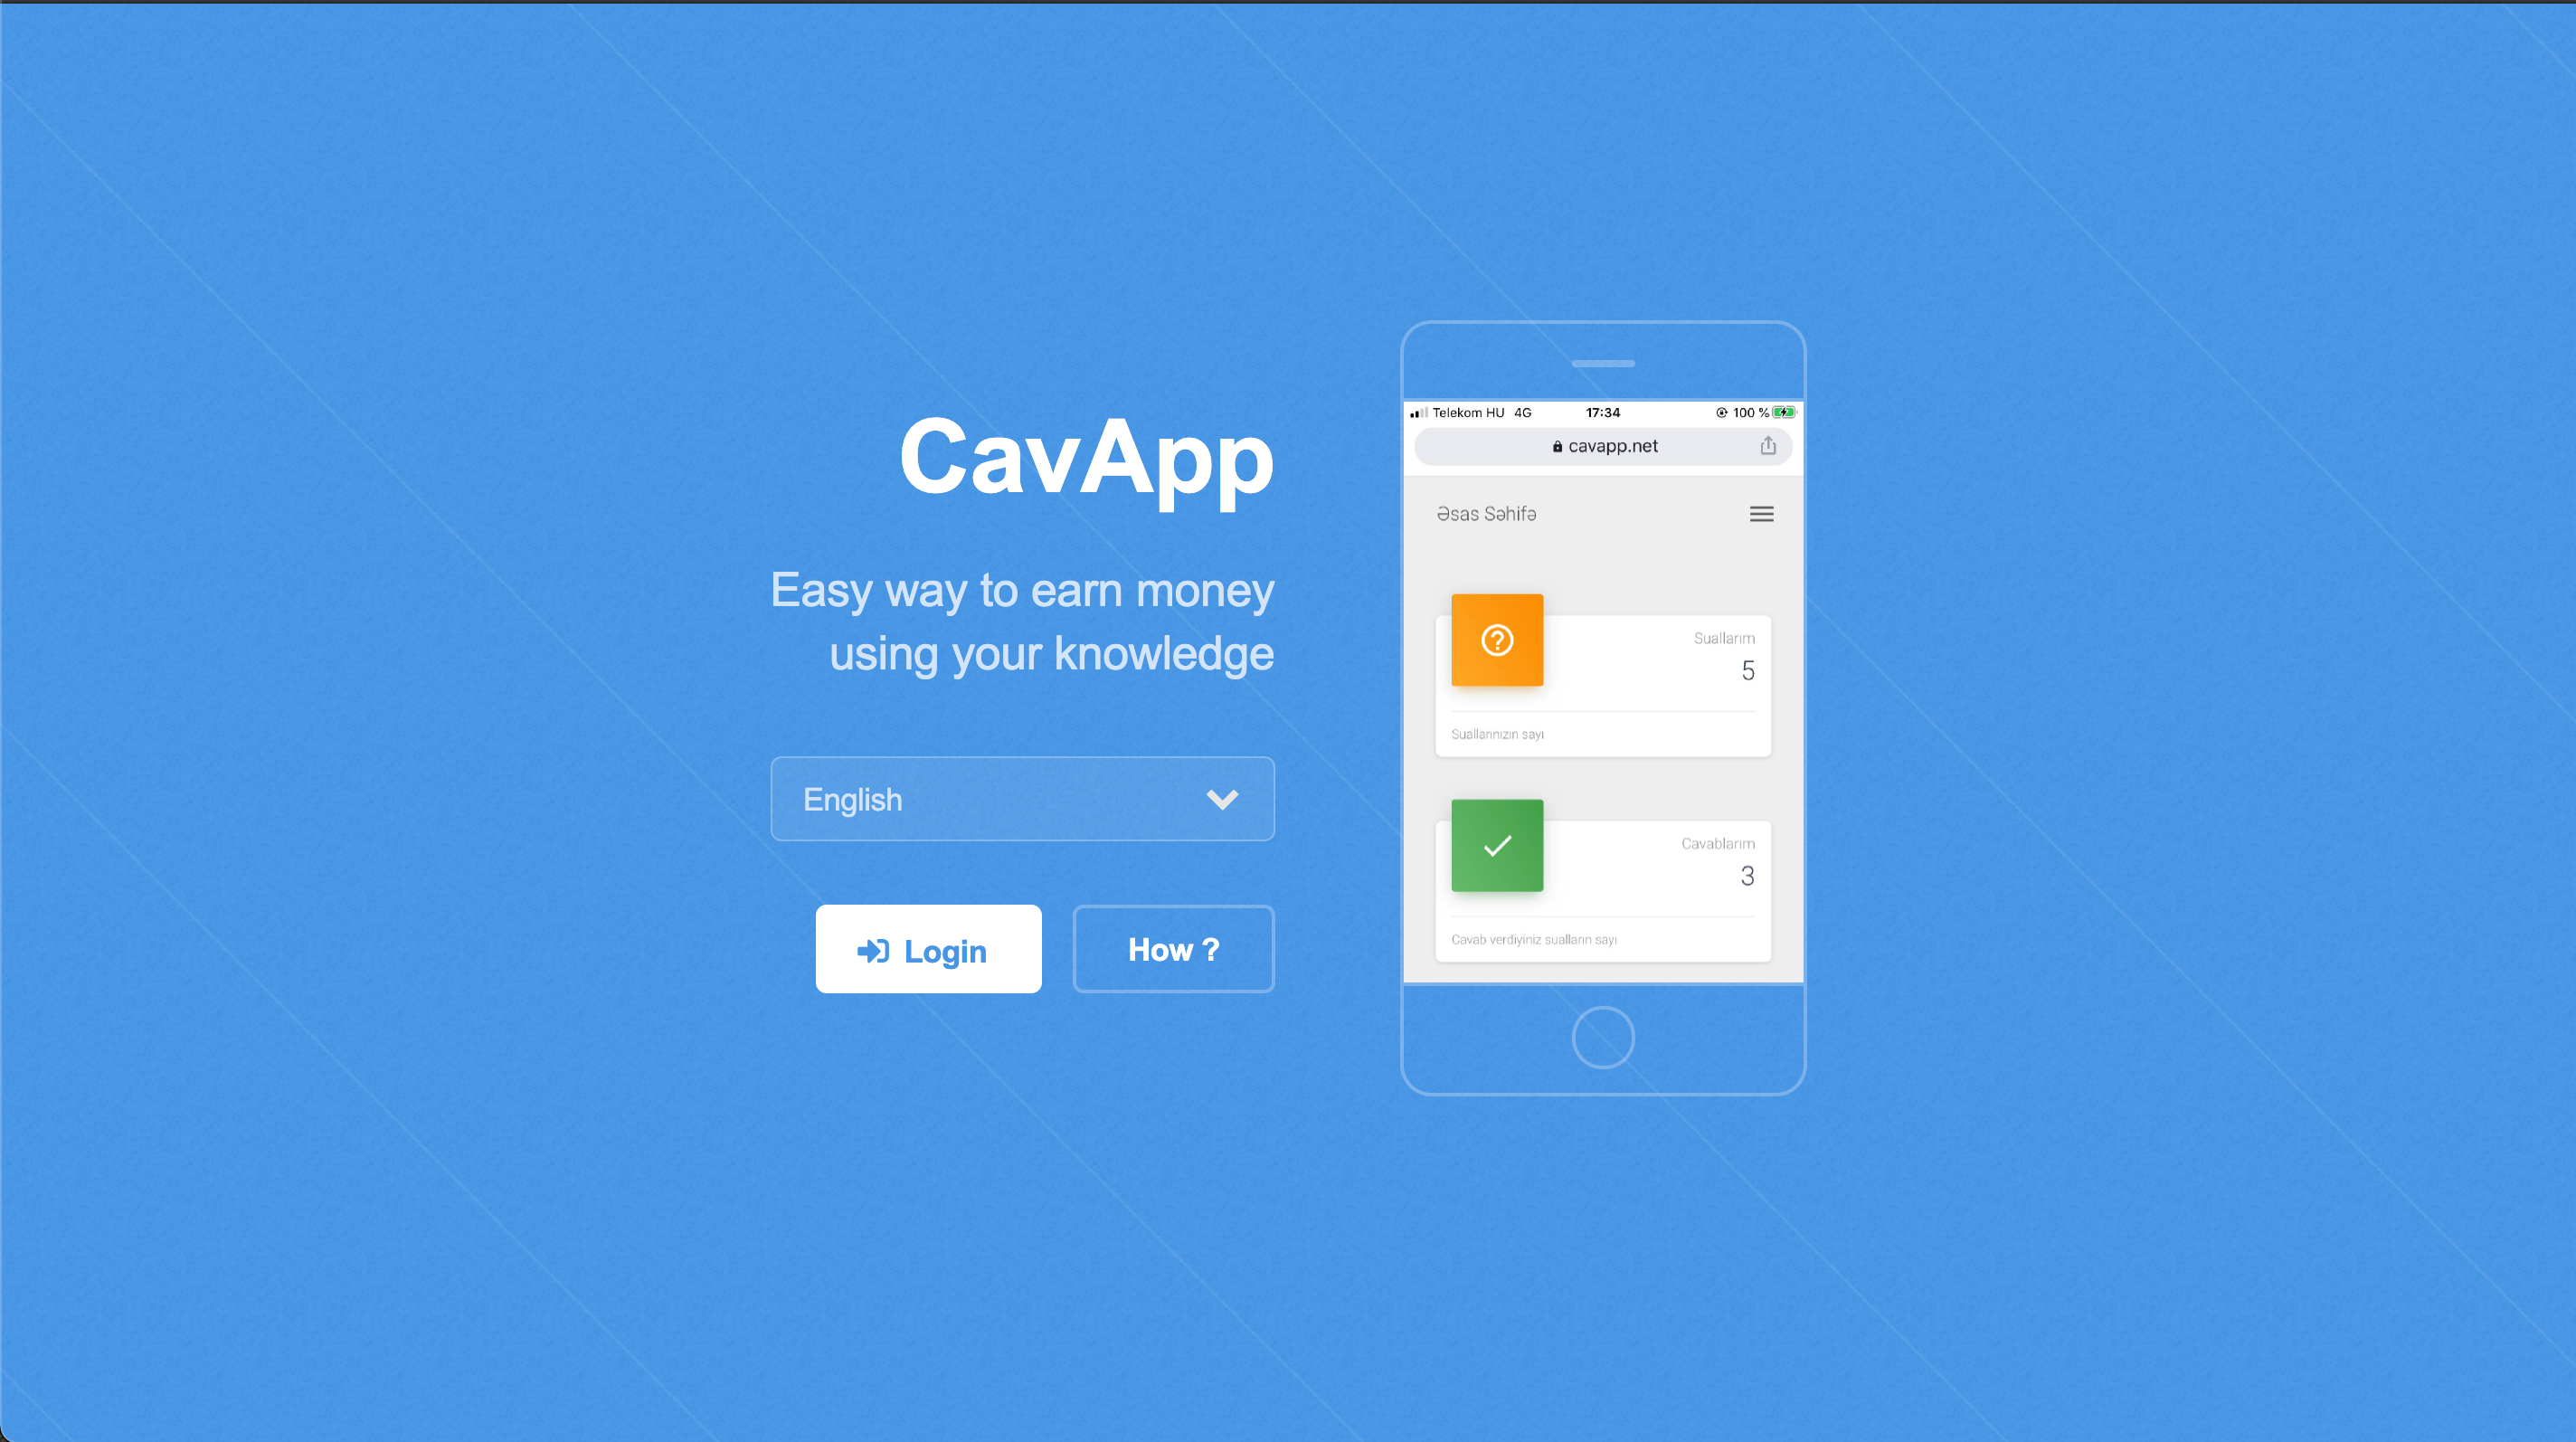 CavApp
Easy way to earn money
using your knowledge
English
Login
How ?
Telekom HU 4G 17:34 100 %
cavapp.net
Əsas Səhifə
Suallarım
5
Suallarınızın sayı
Cavablarım
3
Cavab verdiyiniz sualların sayı